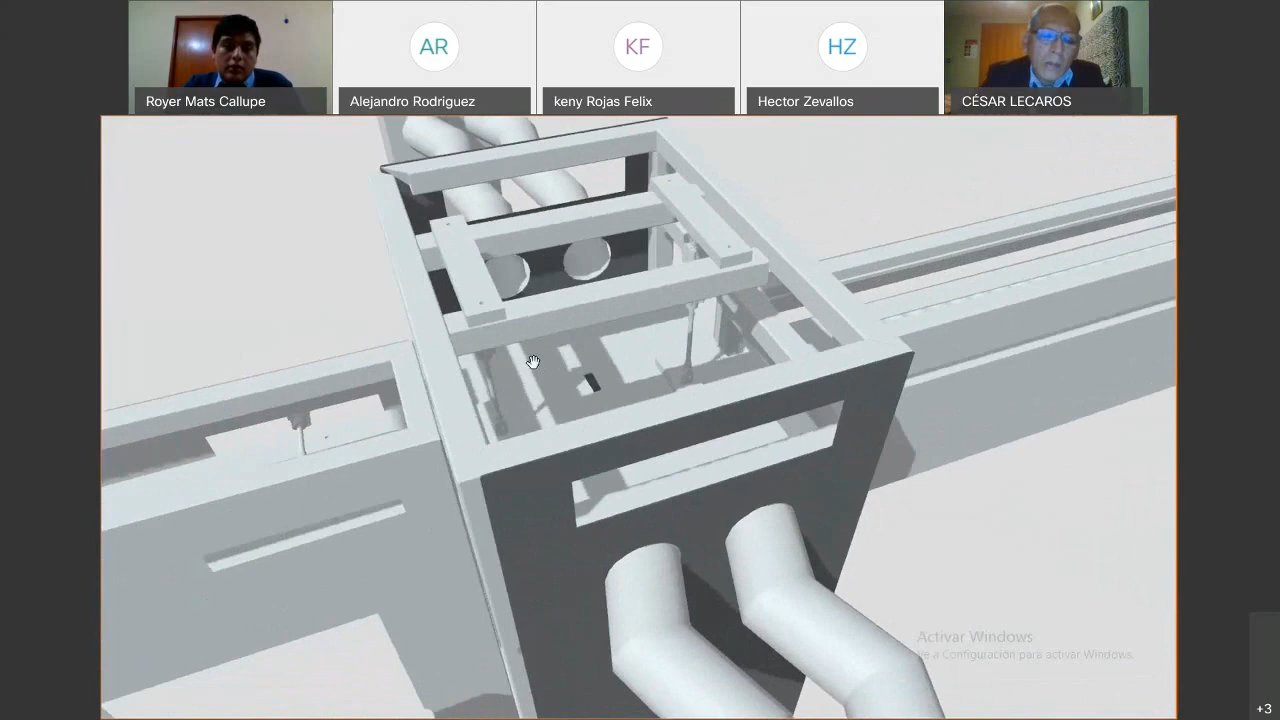 AR
KF
HZ
Royer Mats Callupe
Alejandro Rodriguez
keny Rojas Felix
Hector Zevallos
CÉSAR LECAROS
Activar Windows
Ve a Configuración para activar Windows.
+3